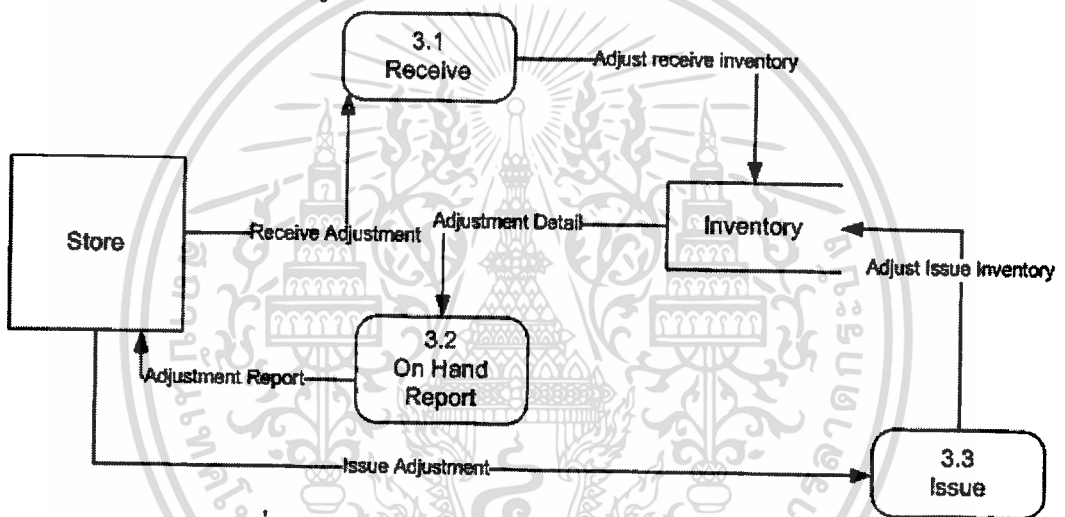 3.1
Receive
Adjust receive inventory
Store
Receive Adjustment
Adjustment Detail
Inventory
Adjust Issue Inventory
3.2
On Hand
Report
Adjustment Report
Issue Adjustment
3.3
Issue